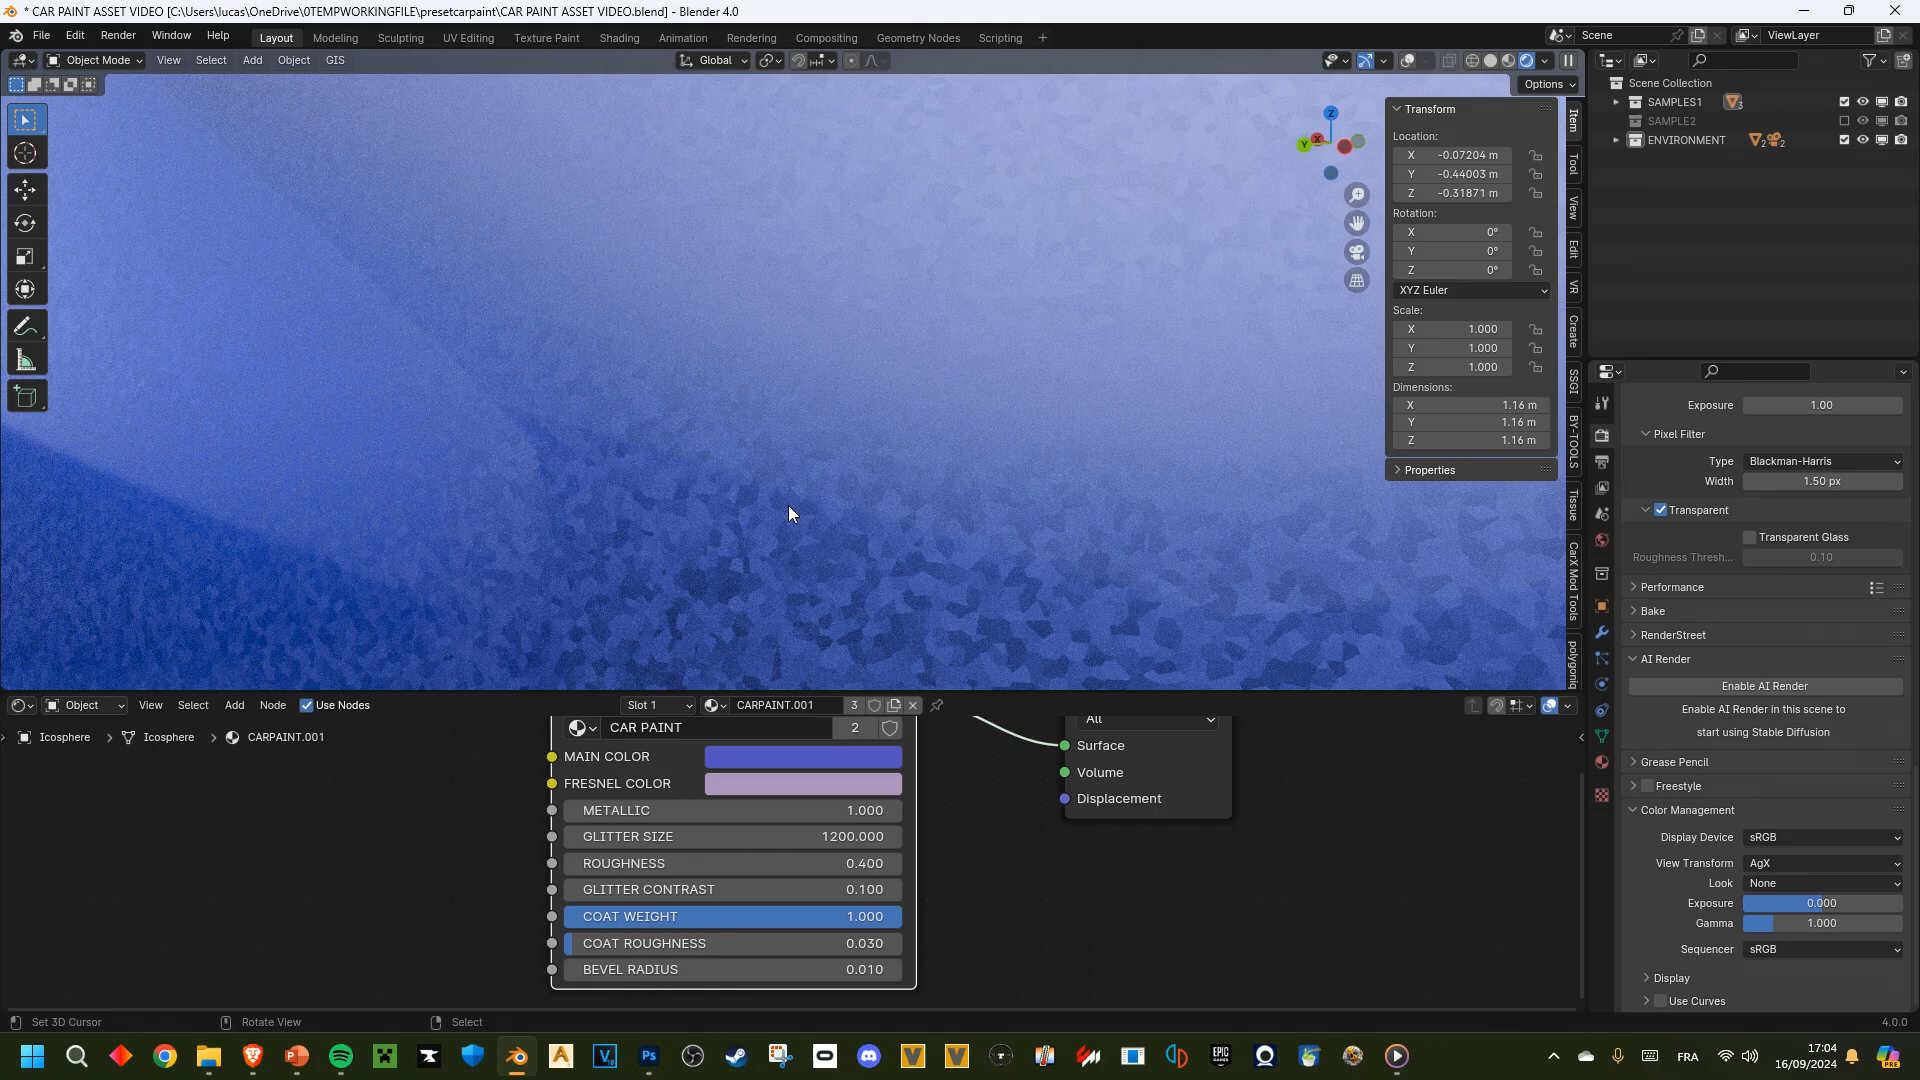 * CAR PAINT ASSET VIDEO [C:\Users\lucas\OneDrive\0TEMPWORKINGFILE\presetcarpaint\CAR PAINT ASSET VIDEO.blend] - Blender 4.0
File Edit Render Window Help Layout Modeling Sculpting UV Editing Texture Paint Shading Animation Rendering Compositing Geometry Nodes Scripting + Scene ViewLayer
Object Mode View Select Add Object GIS Global
Options
Scene Collection
SAMPLES1 3
SAMPLE2
ENVIRONMENT 2 2
Z
X
Y
Transform
Location:
X -0.07204 m
Y -0.44003 m
Z -0.31871 m
Rotation:
X 0°
Y 0°
Z 0°
XYZ Euler
Scale:
X 1.000
Y 1.000
Z 1.000
Dimensions:
X 1.16 m
Y 1.16 m
Z 1.16 m
Properties
Item
Tool
View
Edit
VR
Create
SSGI
BY-TOOLS
Tissue
CarX Mod Tools
polygoniq
Exposure 1.00
Pixel Filter
Type Blackman-Harris
Width 1.50 px
Transparent
Transparent Glass
Roughness Thresh... 0.10
Performance
Bake
RenderStreet
AI Render
Enable AI Render
Enable AI Render in this scene to
start using Stable Diffusion
Grease Pencil
Freestyle
Color Management
Display Device sRGB
View Transform AgX
Look None
Exposure 0.000
Gamma 1.000
Sequencer sRGB
Display
Use Curves
Object View Select Add Node Use Nodes Slot 1 CARPAINT.001 3
Icosphere Icosphere CARPAINT.001
CAR PAINT 2
MAIN COLOR
FRESNEL COLOR
METALLIC 1.000
GLITTER SIZE 1200.000
ROUGHNESS 0.400
GLITTER CONTRAST 0.100
COAT WEIGHT 1.000
COAT ROUGHNESS 0.030
BEVEL RADIUS 0.010
All
Surface
Volume
Displacement
Set 3D Cursor Rotate View Select 4.0.0
FRA 17:04
16/09/2024